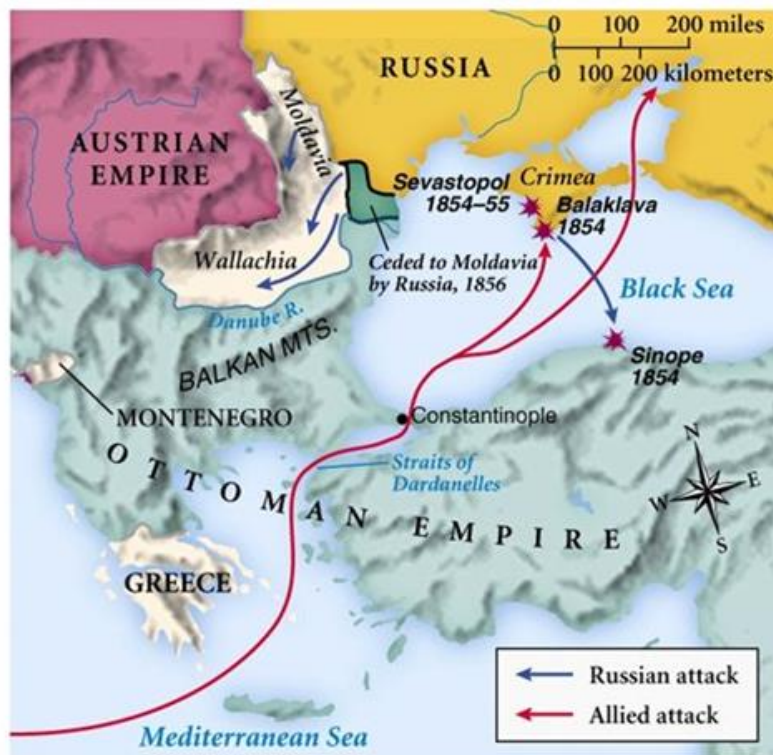 0 100 200 miles
0 100 200 kilometers
RUSSIA
Moldavia
AUSTRIAN
EMPIRE
Sevastopol
1854–55
Crimea
Balaklava
1854
Wallachia
Ceded to Moldavia
by Russia, 1856
Black Sea
Danube R.
BALKAN MTS.
Sinope
1854
MONTENEGRO
Constantinople
Straits of
Dardanelles
OTTOMAN EMPIRE
N
W E
S
GREECE
Russian attack
Allied attack
Mediterranean Sea